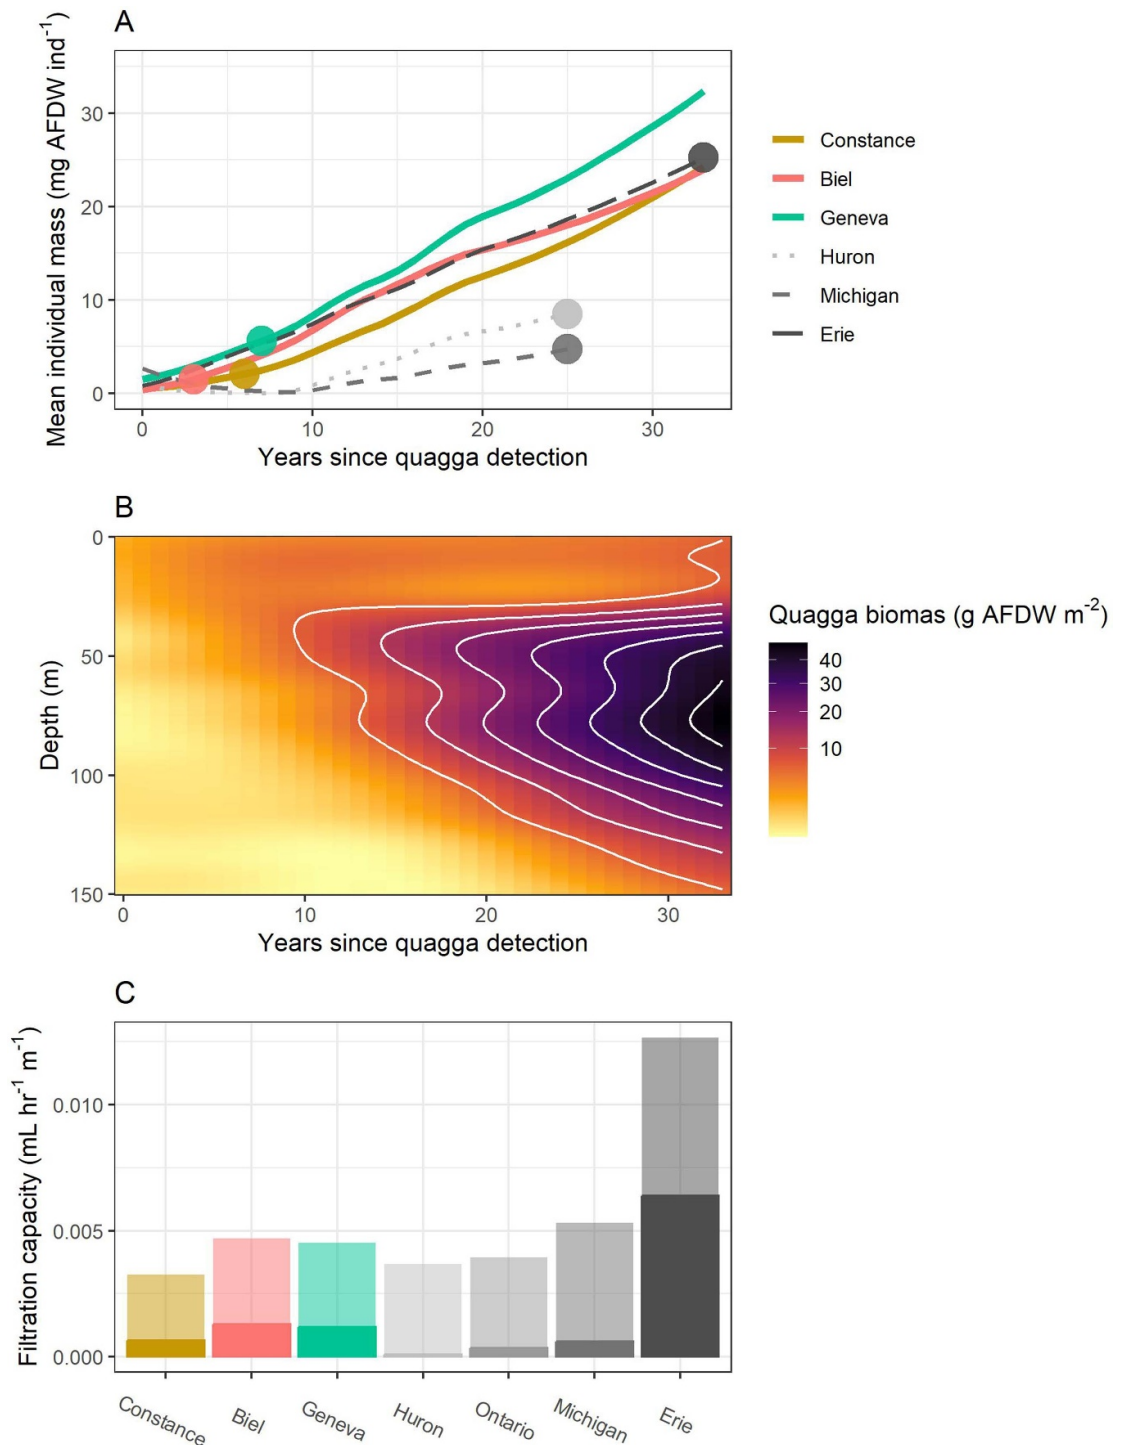 A
Mean individual mass (mg AFDW ind⁻¹)
30
20
10
0
0 10 20 30
Years since quagga detection
Constance
Biel
Geneva
Huron
Michigan
Erie
B
Depth (m)
0
50
100
150
0 10 20 30
Years since quagga detection
Quagga biomas (g AFDW m⁻²)
40
30
20
10
C
Filtration capacity (mL hr⁻¹ m⁻¹)
0.010
0.005
0.000
Constance Biel Geneva Huron Ontario Michigan Erie